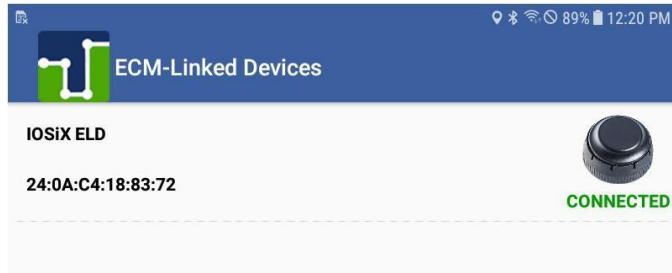 89% 12:20 PM
ECM-Linked Devices
IOSiX ELD
24:0A:C4:18:83:72
CONNECTED